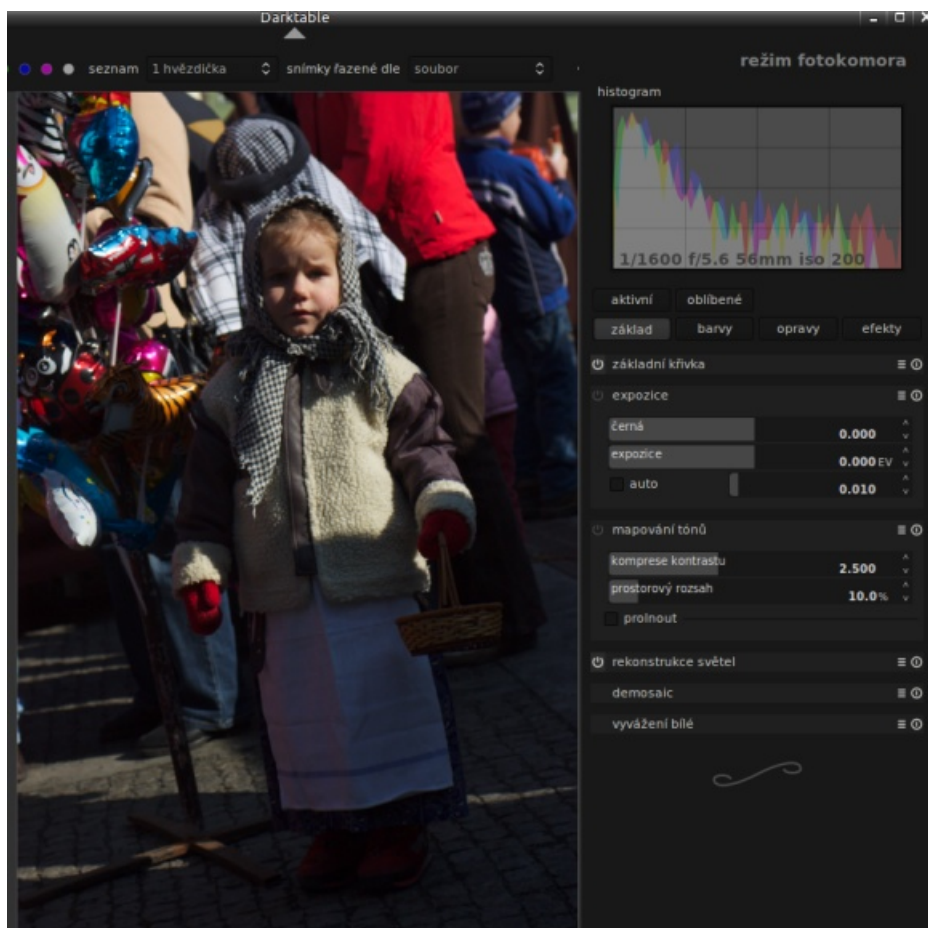 Darktable
seznam 1 hvězdička snímky řazené dle soubor
režim fotokomora
histogram
1/1600 f/5.6 56mm iso 200
aktivní oblíbené
základ barvy opravy efekty
základní křivka
expozice
černá 0.000
expozice 0.000 EV
auto 0.010
mapování tónů
komprese kontrastu 2.500
prostorový rozsah 10.0%
prolnout
rekonstrukce světel
demosaic
vyvážení bílé